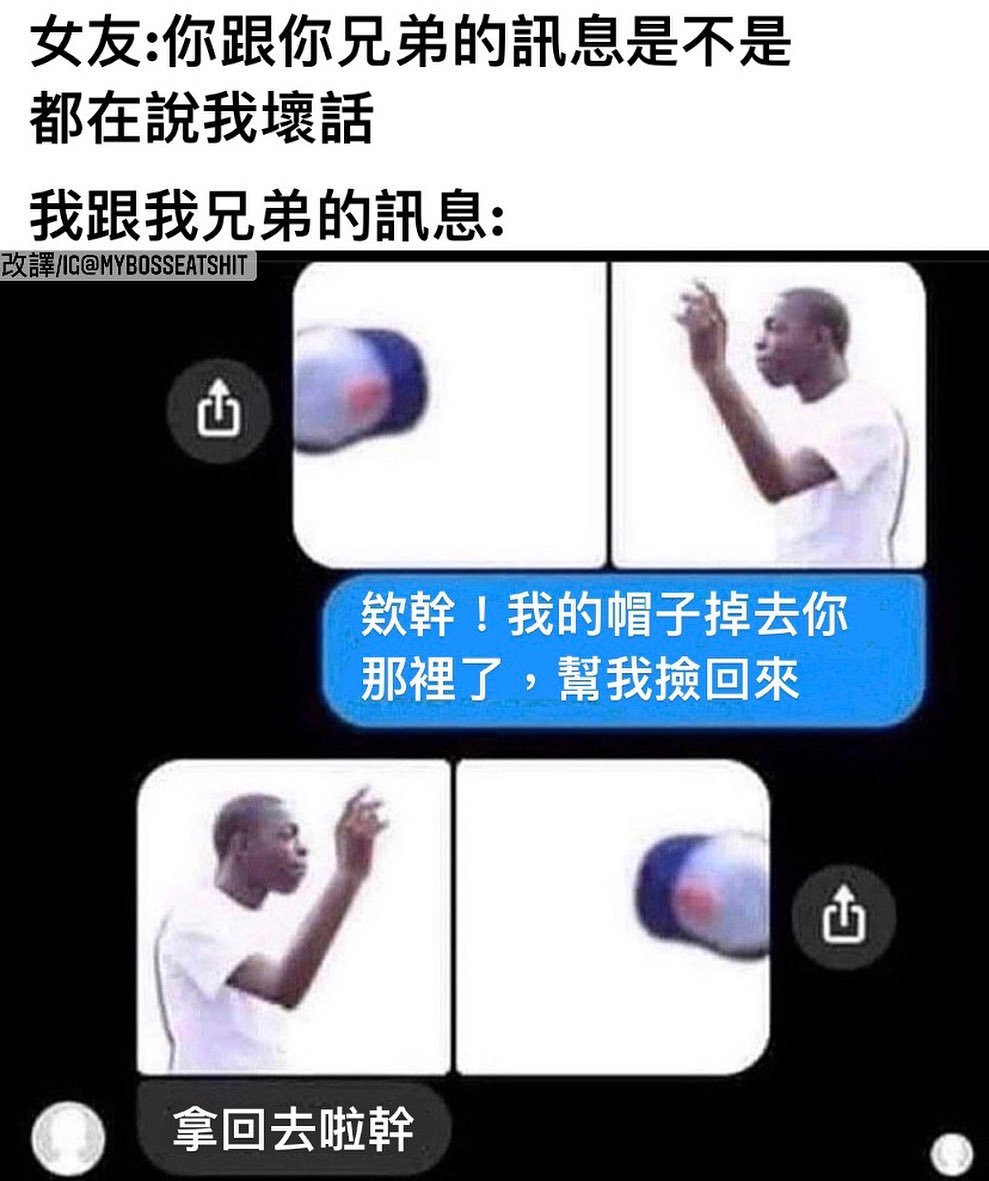 女友:你跟你兄弟的訊息是不是
都在說我壞話
我跟我兄弟的訊息:
改譯/IG@MYBOSSEATSHIT
欸幹！我的帽子掉去你
那裡了，幫我撿回來
拿回去啦幹